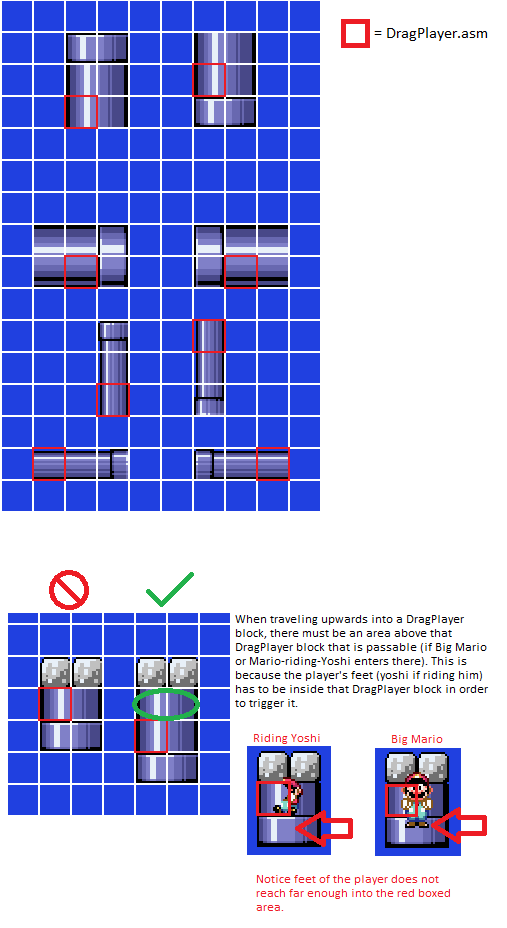 = DragPlayer.asm
When traveling upwards into a DragPlayer
block, there must be an area above that
DragPlayer block that is passable (if Big Mario
or Mario-riding-Yoshi enters there). This is
because the player's feet (yoshi if riding him)
has to be inside that DragPlayer block in order
to trigger it.
Riding Yoshi
Big Mario
Notice feet of the player does not
reach far enough into the red boxed
area.